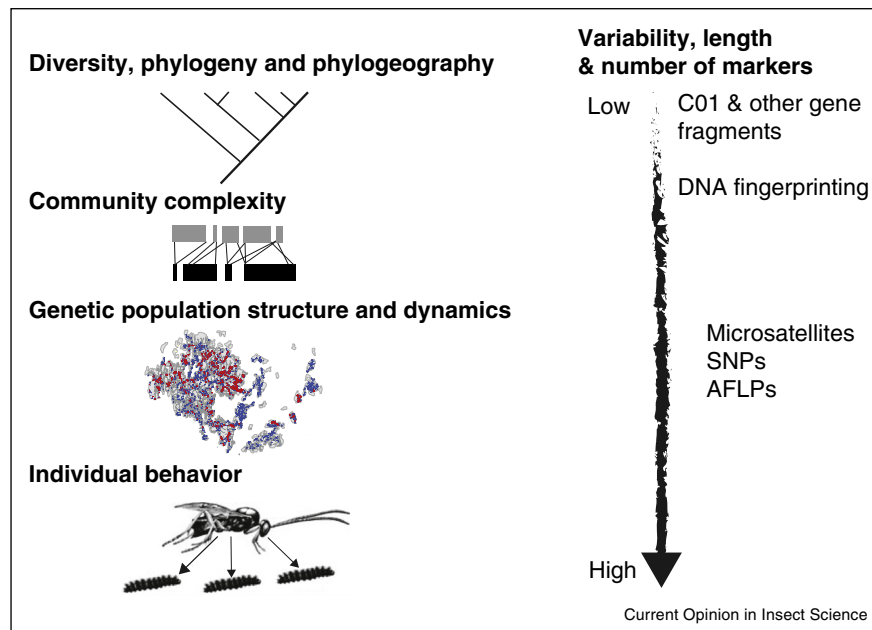 Diversity, phylogeny and phylogeography
Community complexity
Genetic population structure and dynamics
Individual behavior
Variability, length
& number of markers
Low
C01 & other gene
fragments
DNA fingerprinting
Microsatellites
SNPs
AFLPs
High
Current Opinion in Insect Science